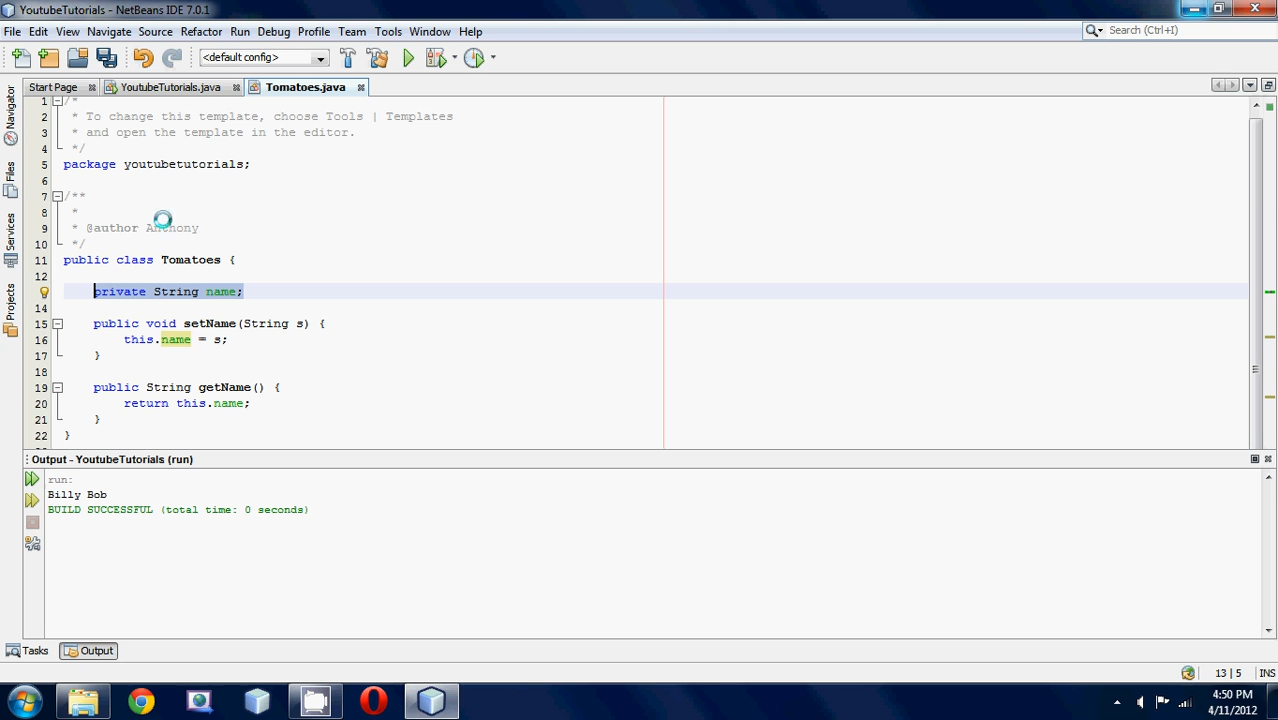 YoutubeTutorials - NetBeans IDE 7.0.1
File Edit View Navigate Source Refactor Run Debug Profile Team Tools Window Help
Search (Ctrl+I)
<default config>
Start Page YoutubeTutorials.java Tomatoes.java
Navigator
Files
Services
Projects
1 /*
2 * To change this template, choose Tools | Templates
3 * and open the template in the editor.
4 */
5 package youtubetutorials;
6
7 /**
8 *
9 * @author Anthony
10 */
11 public class Tomatoes {
12
private String name;
14
15 public void setName(String s) {
16 this.name = s;
17 }
18
19 public String getName() {
20 return this.name;
21 }
22 }
Output - YoutubeTutorials (run)
run:
Billy Bob
BUILD SUCCESSFUL (total time: 0 seconds)
Tasks Output
13 | 5 INS
4:50 PM
4/11/2012